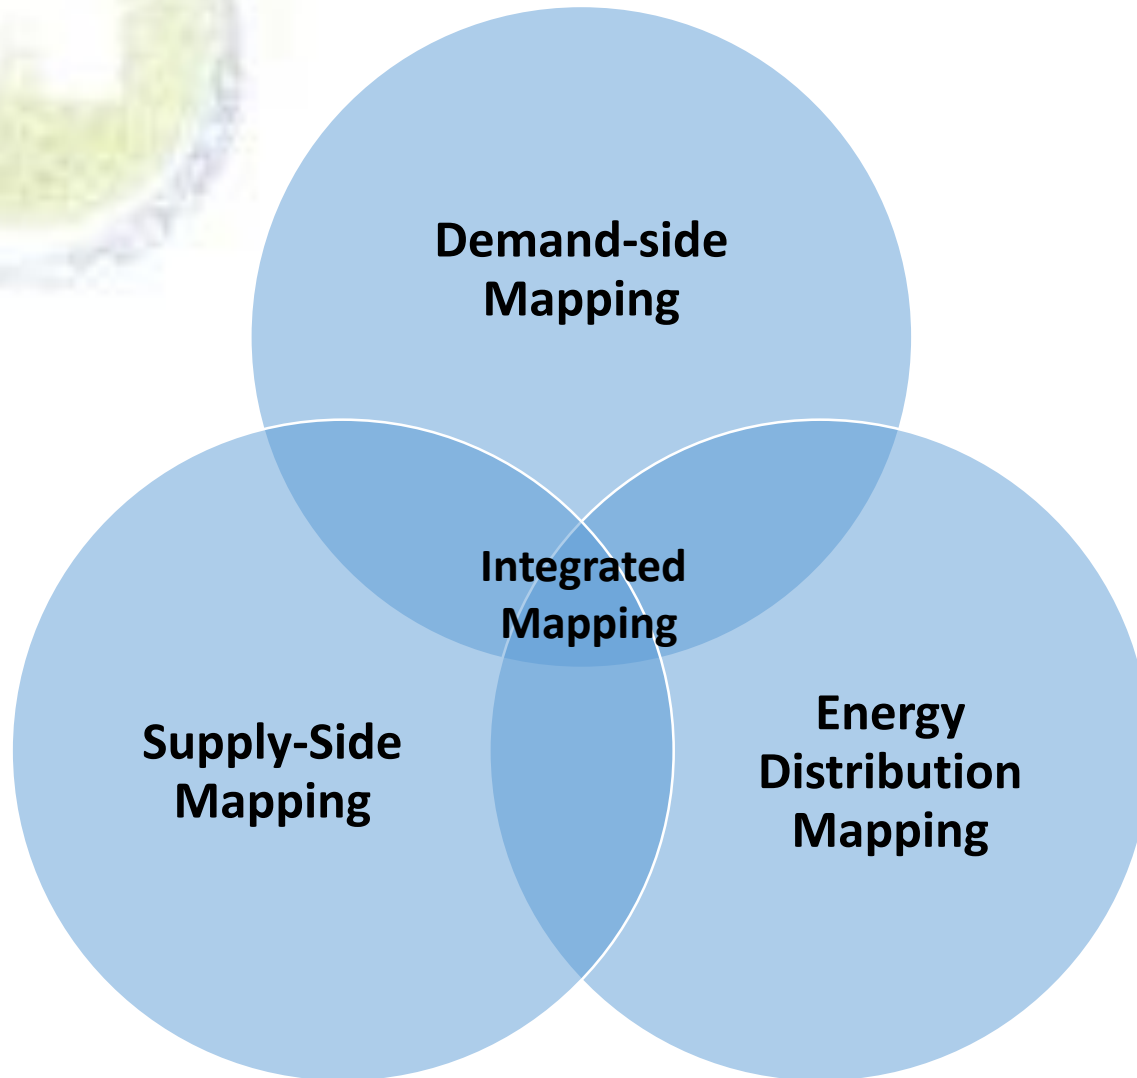 Demand-side
Mapping
Integrated
Mapping
Supply-Side
Mapping
Energy
Distribution
Mapping